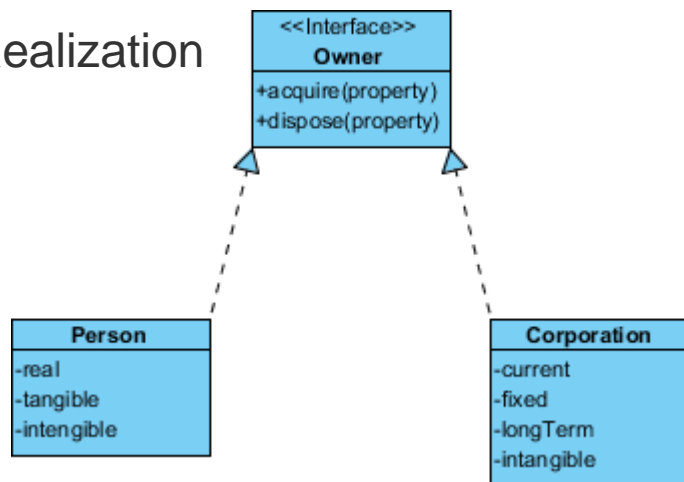 ealization
<<Interface>>
Owner
+acquire(property)
+dispose(property)
Person
-real
-tangible
-intengible
Corporation
-current
-fixed
-longTerm
-intangible